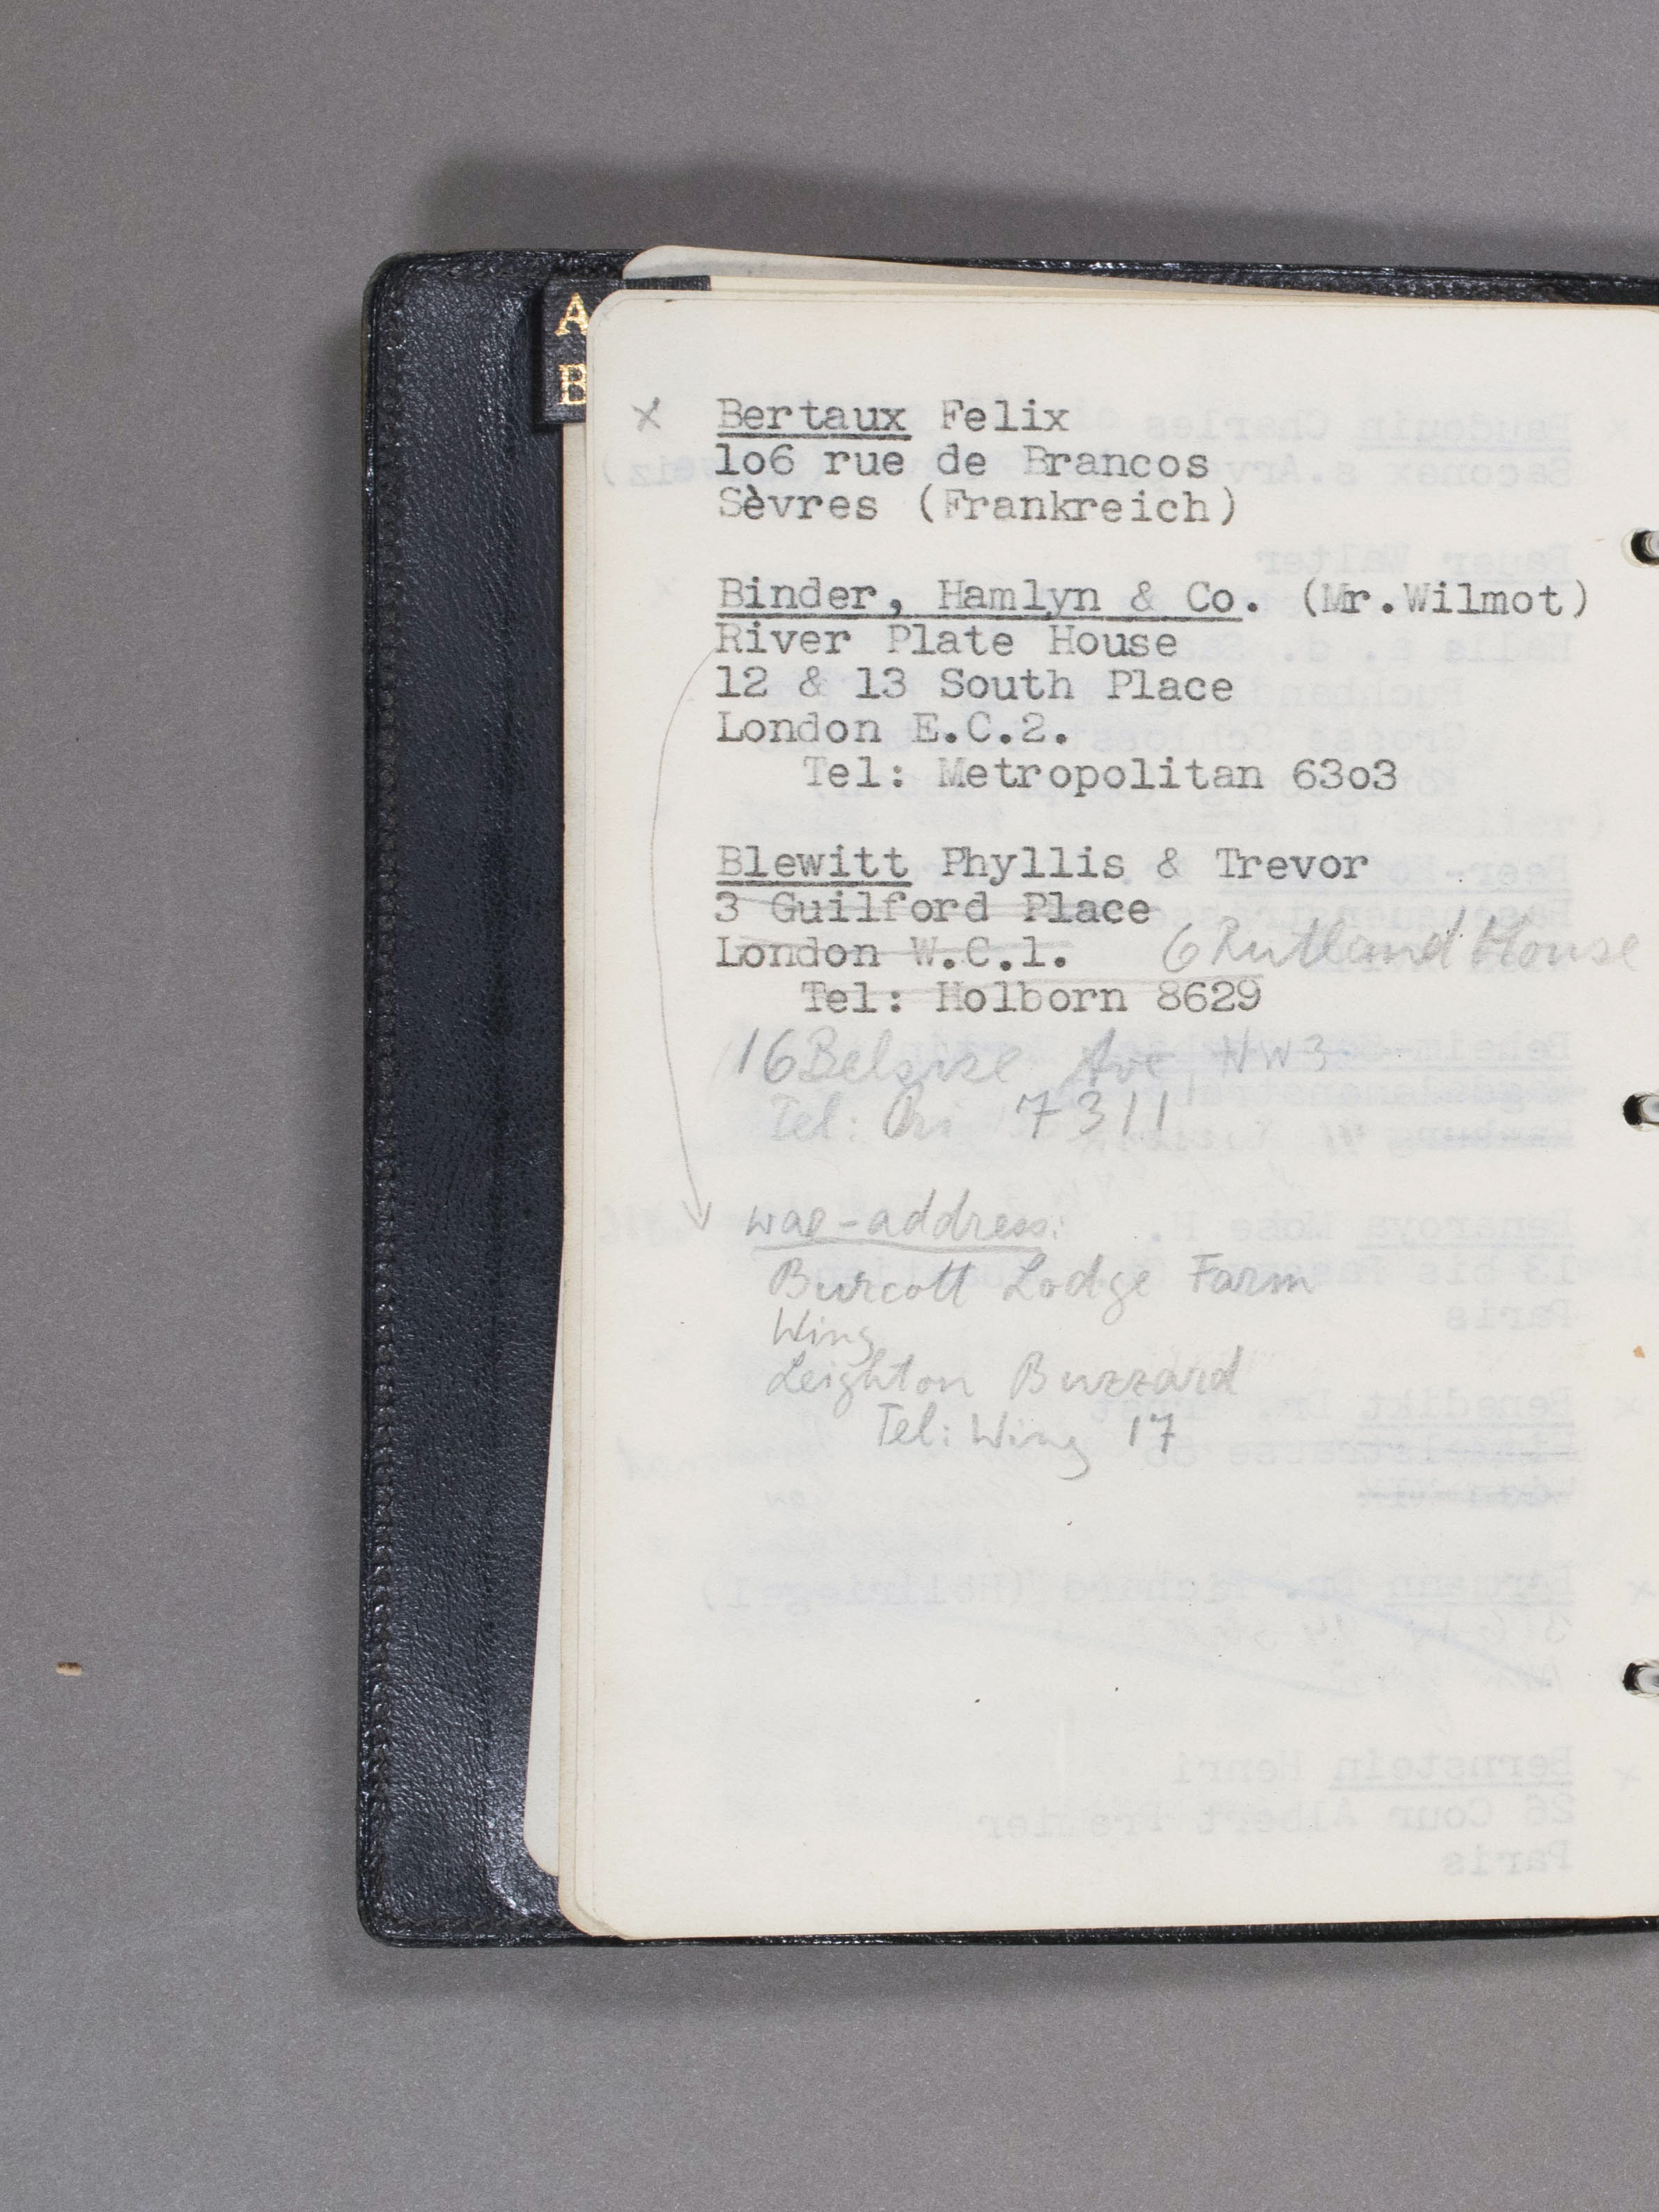 A
B
x Bertaux Felix
1o6 rue de Brancos
Sèvres (Frankreich)
Binder, Hamlyn & Co. (Mr.Wilmot)
River Plate House
12 & 13 South Place
London E.C.2.
Tel: Metropolitan 63o3
Blewitt Phyllis & Trevor
3 Guilford Place
London W.C.1. 6 Rutland House
Tel: Holborn 8629
16 Belsize Ave NW3
Tel: Pri 7311
war-address:
Burcott Lodge Farm
Wing
Leighton Buzzard
Tel: Wing 17